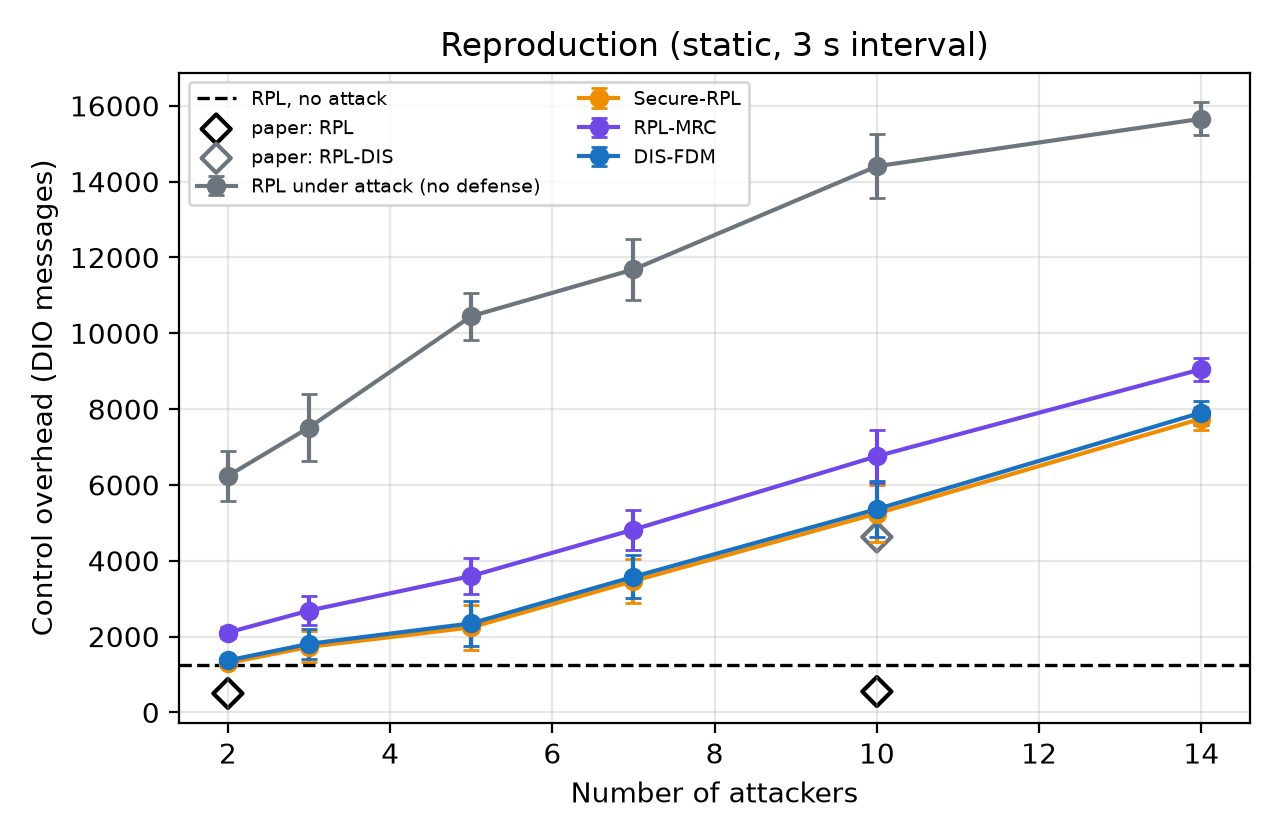 Reproduction (static, 3 s interval)
RPL, no attack
paper: RPL
paper: RPL-DIS
RPL under attack (no defense)
Secure-RPL
RPL-MRC
DIS-FDM
Control overhead (DIO messages)
16000
14000
12000
10000
8000
6000
4000
2000
0
2 4 6 8 10 12 14
Number of attackers